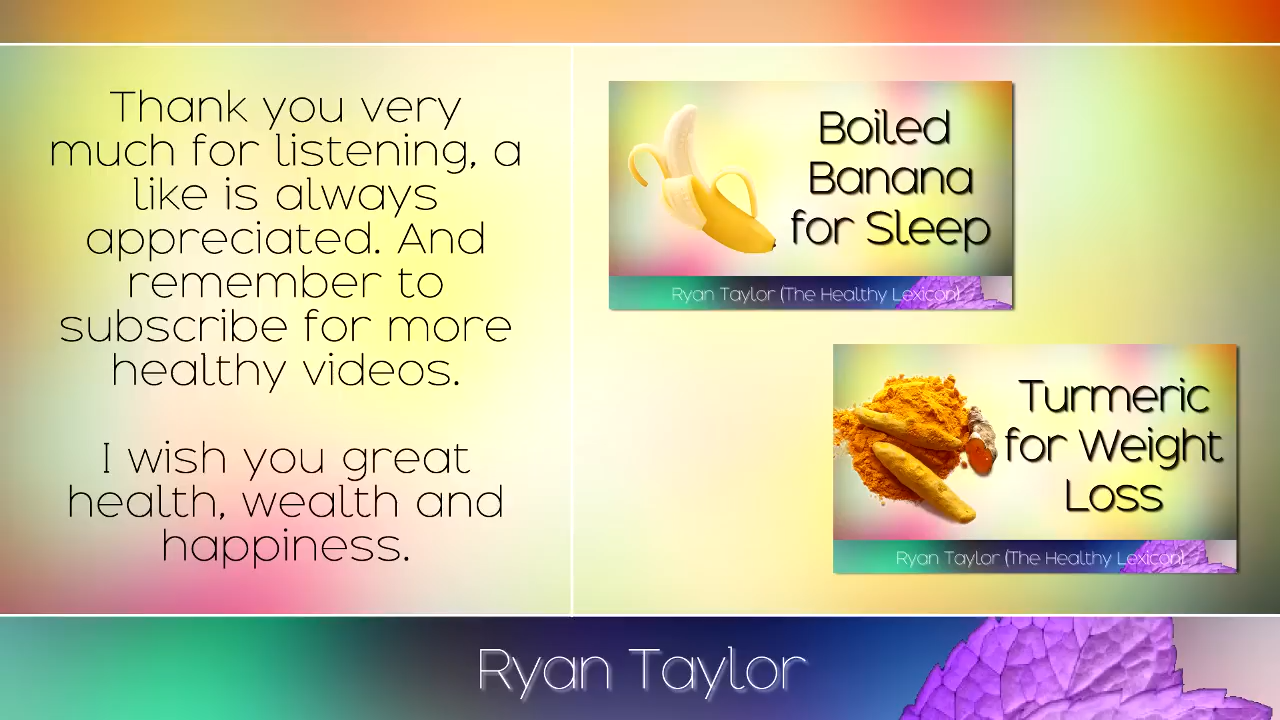 Thank you very
much for listening, a
like is always
appreciated. And
remember to
subscribe for more
healthy videos.
I wish you great
health, wealth and
happiness.
Boiled
Banana
for Sleep
Ryan Taylor (The Healthy Lexicon)
Turmeric
for Weight
Loss
Ryan Taylor (The Healthy Lexicon)
Ryan Taylor